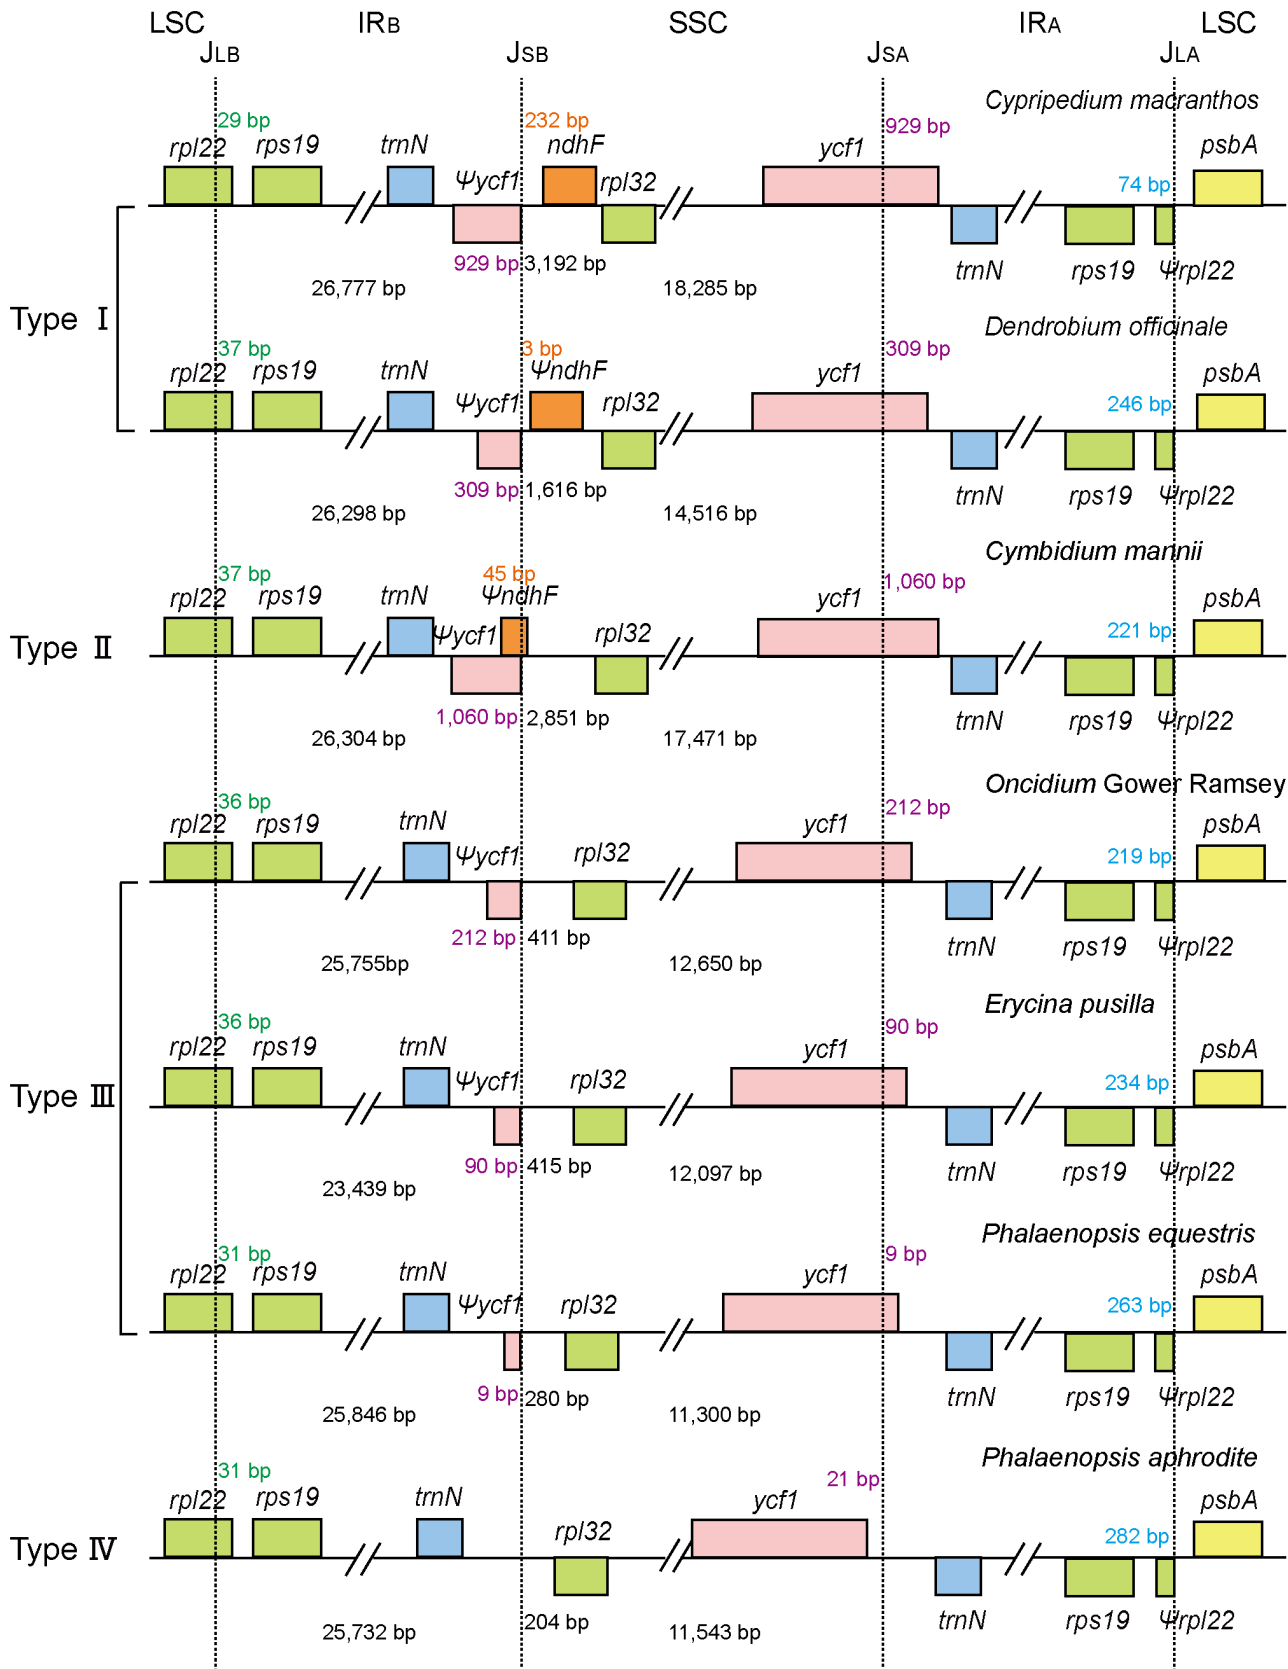 LSC IRB SSC IRA LSC
JLB JSB JSA JLA
Cypripedium macranthos
29 bp 232 bp 929 bp
rpl22 rps19 trnN ndhF ycf1 psbA
Ψycf1 rpl32 74 bp
929 bp 3,192 bp trnN rps19 Ψrpl22
26,777 bp 18,285 bp
Type Ⅰ
Dendrobium officinale
37 bp 3 bp 309 bp
rpl22 rps19 trnN ΨndhF ycf1 psbA
Ψycf1 rpl32 246 bp
309 bp 1,616 bp trnN rps19 Ψrpl22
26,298 bp 14,516 bp
Cymbidium mannii
37 bp 45 bp 1,060 bp
rpl22 rps19 trnN ΨndhF ycf1 psbA
Type Ⅱ Ψycf1 rpl32 221 bp
1,060 bp 2,851 bp trnN rps19 Ψrpl22
26,304 bp 17,471 bp
Oncidium Gower Ramsey
36 bp 212 bp
rpl22 rps19 trnN ycf1 psbA
Ψycf1 rpl32 219 bp
212 bp 411 bp trnN rps19 Ψrpl22
25,755bp 12,650 bp
Erycina pusilla
36 bp 90 bp
rpl22 rps19 trnN ycf1 psbA
Type Ⅲ Ψycf1 rpl32 234 bp
90 bp 415 bp trnN rps19 Ψrpl22
23,439 bp 12,097 bp
Phalaenopsis equestris
31 bp 9 bp
rpl22 rps19 trnN ycf1 psbA
Ψycf1 rpl32 263 bp
9 bp 280 bp trnN rps19 Ψrpl22
25,846 bp 11,300 bp
Phalaenopsis aphrodite
31 bp 21 bp
rpl22 rps19 trnN ycf1 psbA
Type Ⅳ rpl32 282 bp
trnN rps19 Ψrpl22
25,732 bp 204 bp 11,543 bp